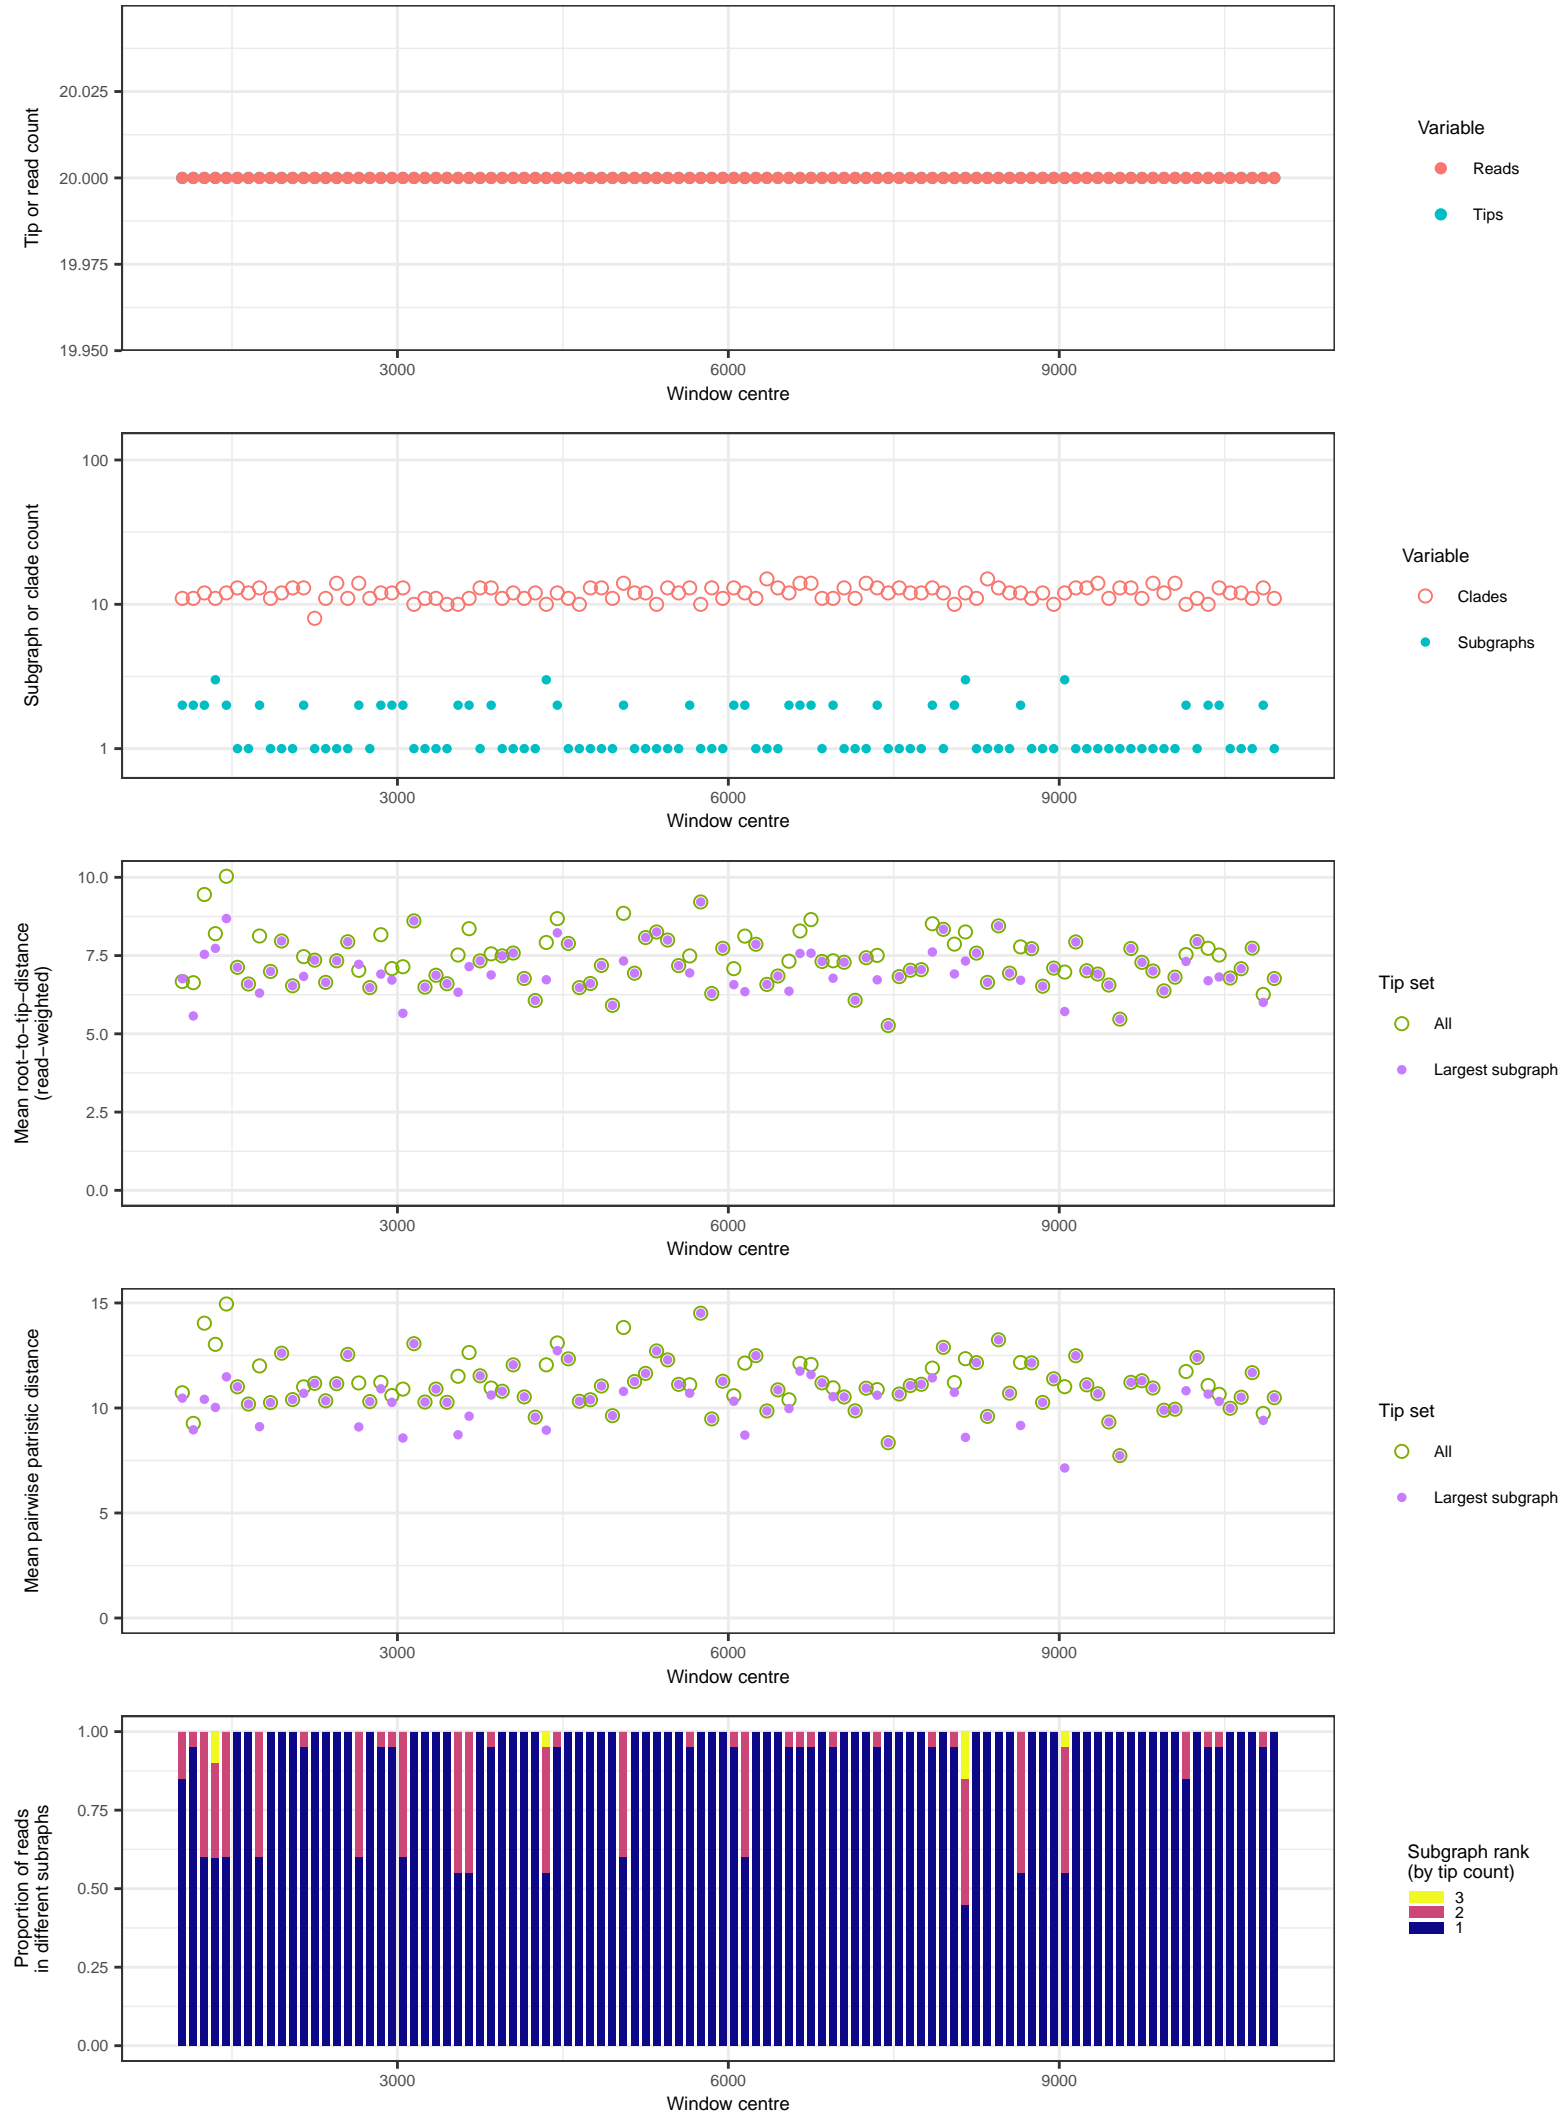 Tip or read count
20.025
20.000
19.975
19.950
3000
6000
9000
Window centre
Variable
Reads
Tips
Subgraph or clade count
100
10
1
3000
6000
9000
Window centre
Variable
Clades
Subgraphs
Mean root−to−tip−distance
(read−weighted)
10.0
7.5
5.0
2.5
0.0
3000
6000
9000
Window centre
Tip set
All
Largest subgraph
Mean pairwise patristic distance
15
10
5
0
3000
6000
9000
Window centre
Tip set
All
Largest subgraph
Proportion of reads
in different subraphs
1.00
0.75
0.50
0.25
0.00
3000
6000
9000
Window centre
Subgraph rank
(by tip count)
3
2
1